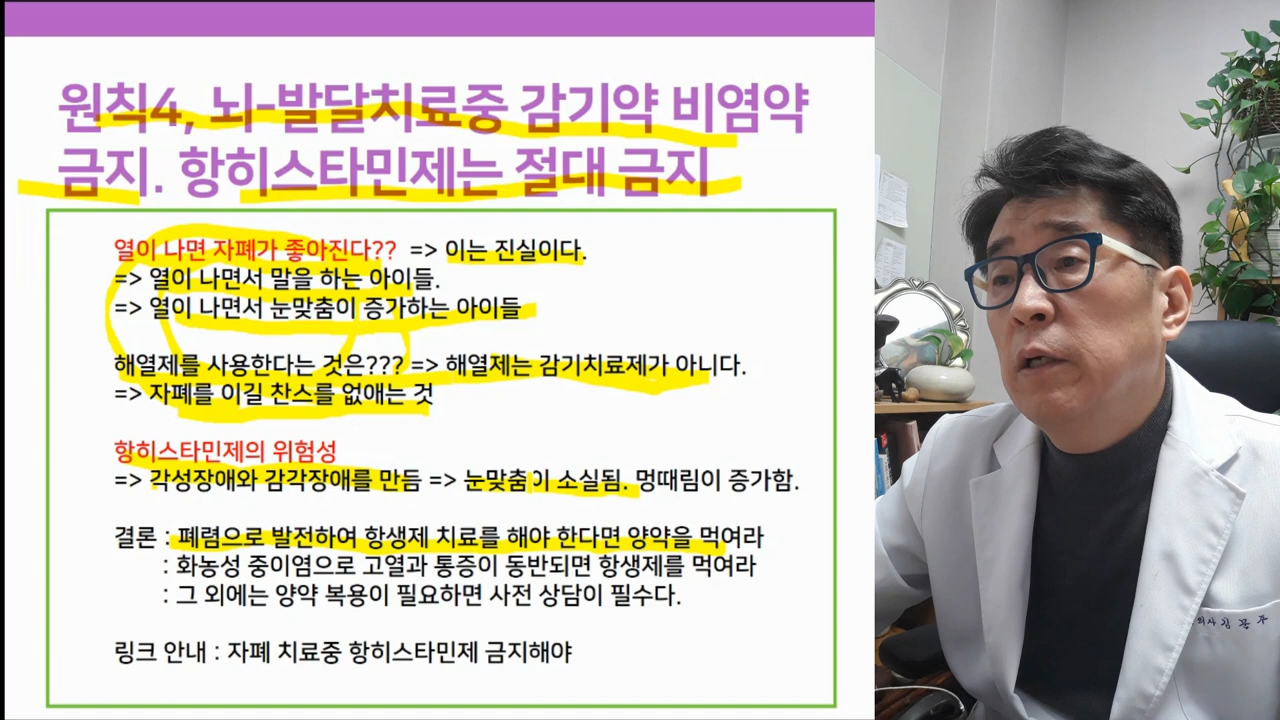 원칙4, 뇌-발달치료중 감기약 비염약
금지. 항히스타민제는 절대 금지
열이 나면 자폐가 좋아진다?? => 이는 진실이다.
=> 열이 나면서 말을 하는 아이들.
=> 열이 나면서 눈맞춤이 증가하는 아이들
해열제를 사용한다는 것은??? => 해열제는 감기치료제가 아니다.
=> 자폐를 이길 찬스를 없애는 것
항히스타민제의 위험성
=> 각성장애와 감각장애를 만듬 => 눈맞춤이 소실됨. 멍때림이 증가함.
결론 : 폐렴으로 발전하여 항생제 치료를 해야 한다면 양약을 먹여라
: 화농성 중이염으로 고열과 통증이 동반되면 항생제를 먹여라
: 그 외에는 양약 복용이 필요하면 사전 상담이 필수다.
링크 안내 : 자폐 치료중 항히스타민제 금지해야